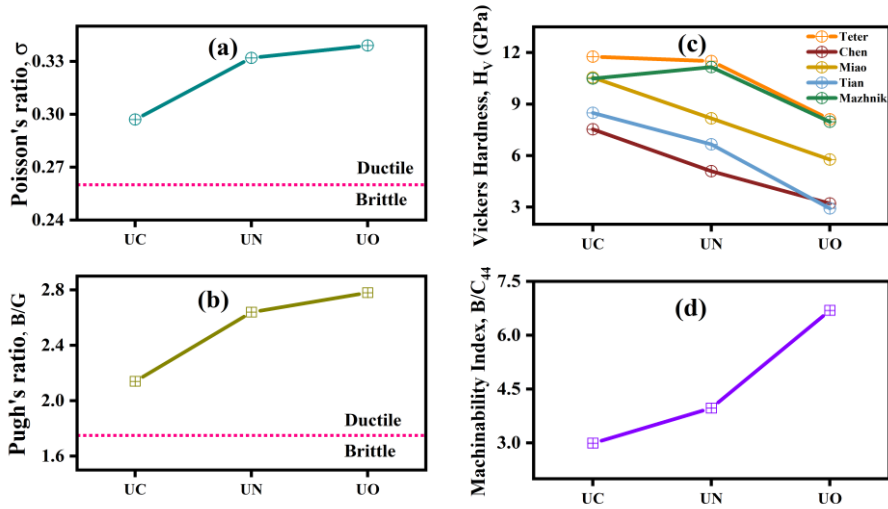 (a)
Poisson's ratio, σ
0.33
0.30
0.27
0.24
Ductile
Brittle
UC
UN
UO
(c)
Vickers Hardness, H_V (GPa)
12
9
6
3
Teter
Chen
Miao
Tian
Mazhnik
UC
UN
UO
(b)
Pugh's ratio, B/G
2.8
2.4
2.0
1.6
Ductile
Brittle
UC
UN
UO
(d)
Machinability Index, B/C_44
7.5
6.0
4.5
3.0
UC
UN
UO